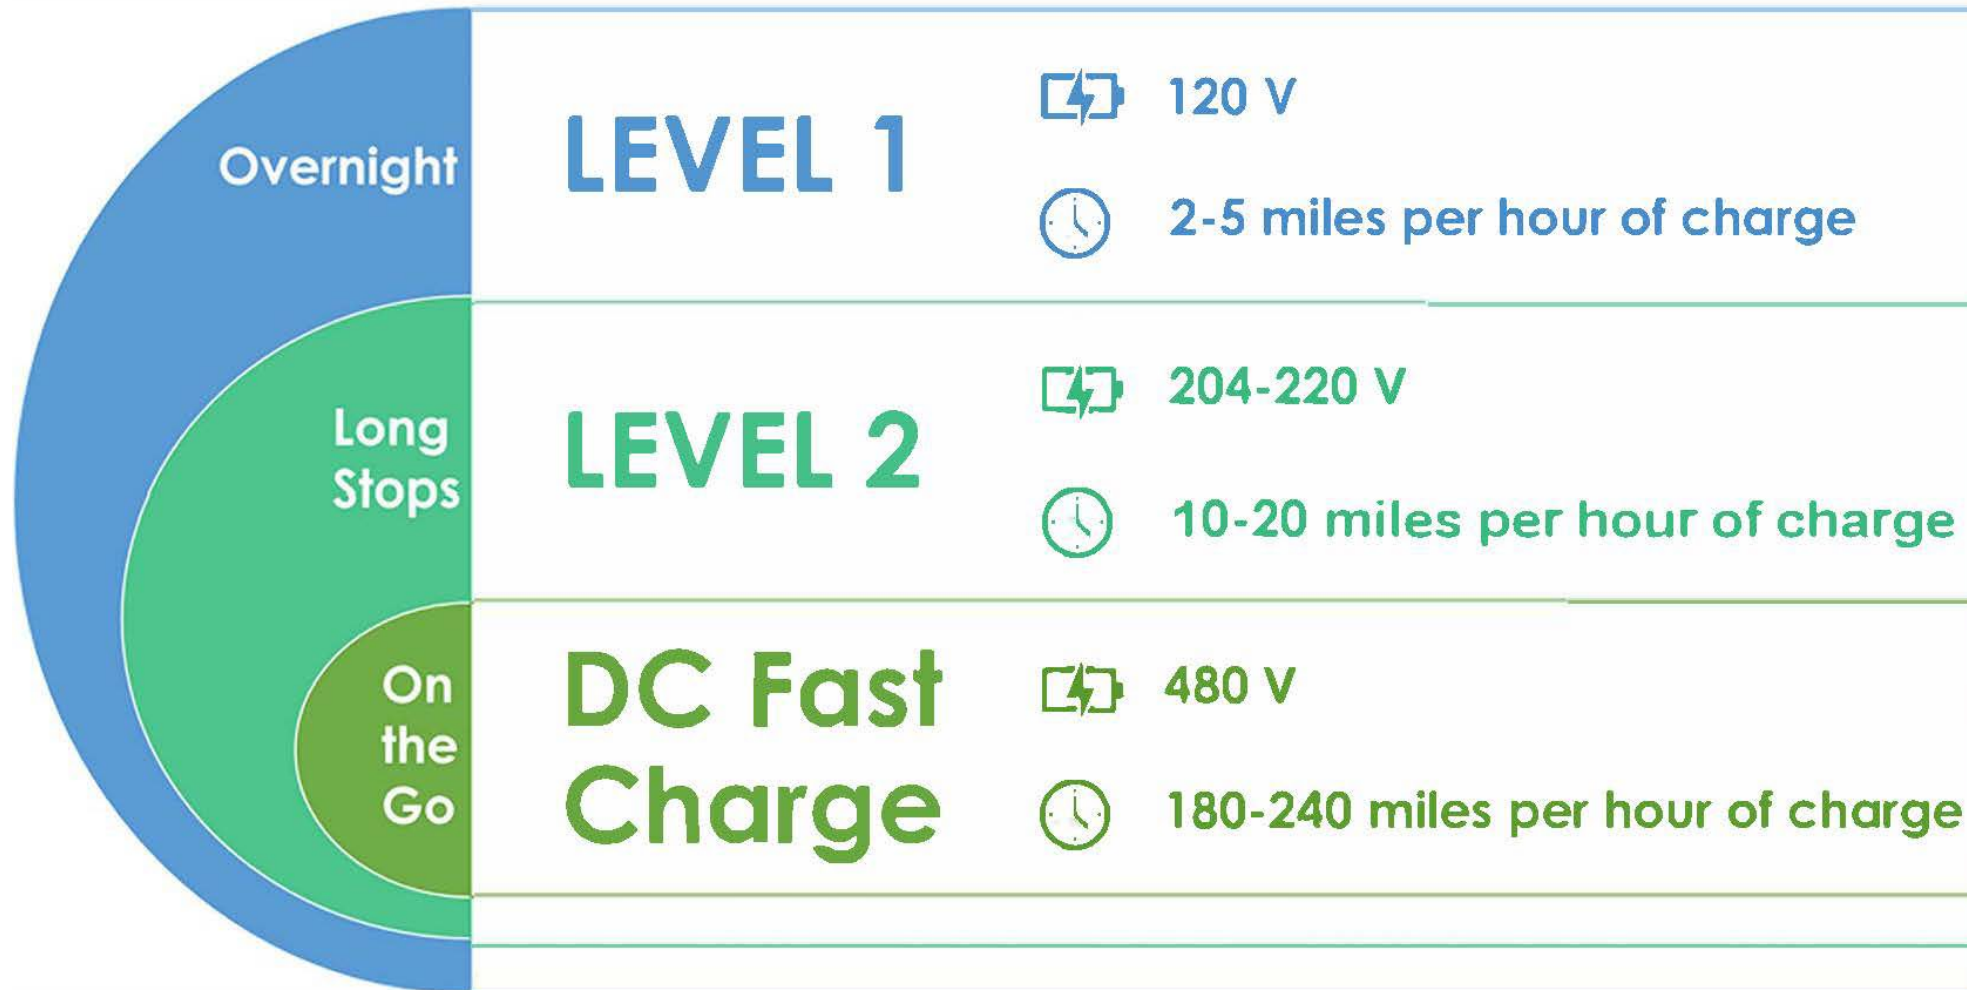 Overnight
LEVEL 1
120 V
2-5 miles per hour of charge
Long
Stops
LEVEL 2
204-220 V
10-20 miles per hour of charge
On
the
Go
DC Fast
Charge
480 V
180-240 miles per hour of charge